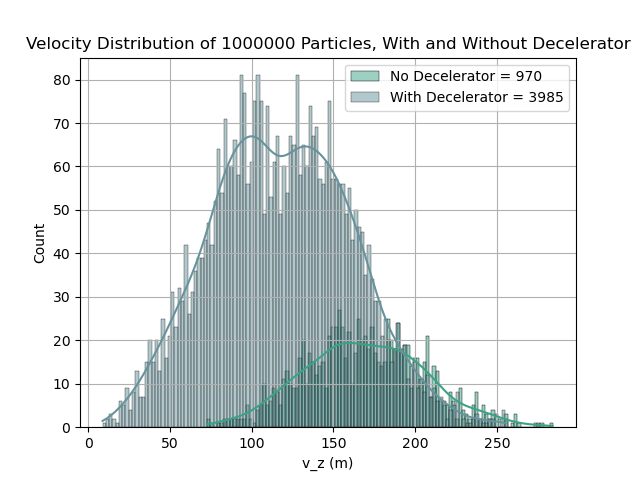 Velocity Distribution of 1000000 Particles, With and Without Decelerator
No Decelerator = 970
With Decelerator = 3985
80
70
60
50
40
30
20
10
0
Count
0 50 100 150 200 250
v_z (m)